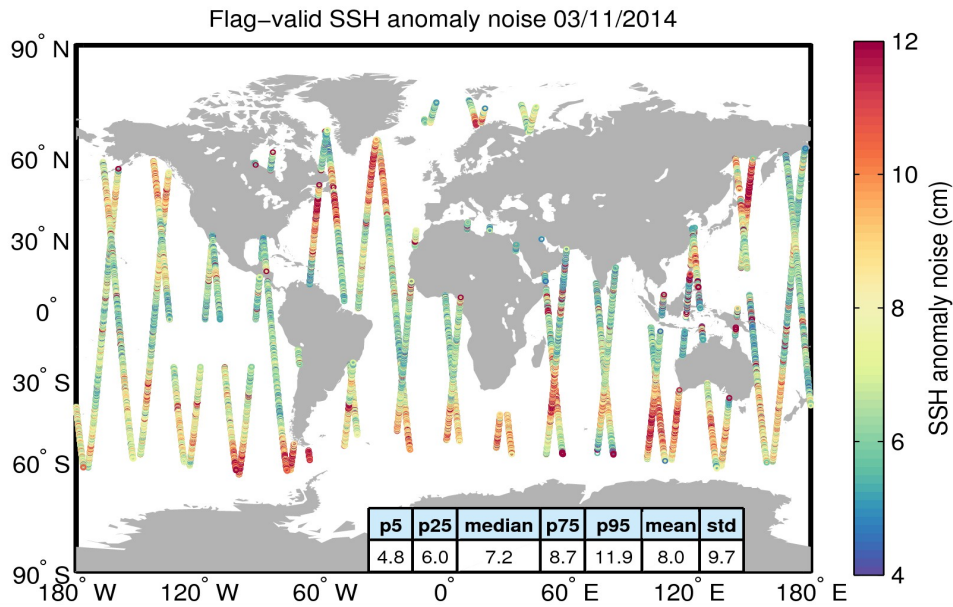 Flag−valid SSH anomaly noise 03/11/2014
90° N
60° N
30° N
0°
30° S
60° S
90° S
180° W
120° W
60° W
0°
60° E
120° E
180° E
p5 p25 median p75 p95 mean std
4.8 6.0 7.2 8.7 11.9 8.0 9.7
12
10
8
6
4
SSH anomaly noise (cm)